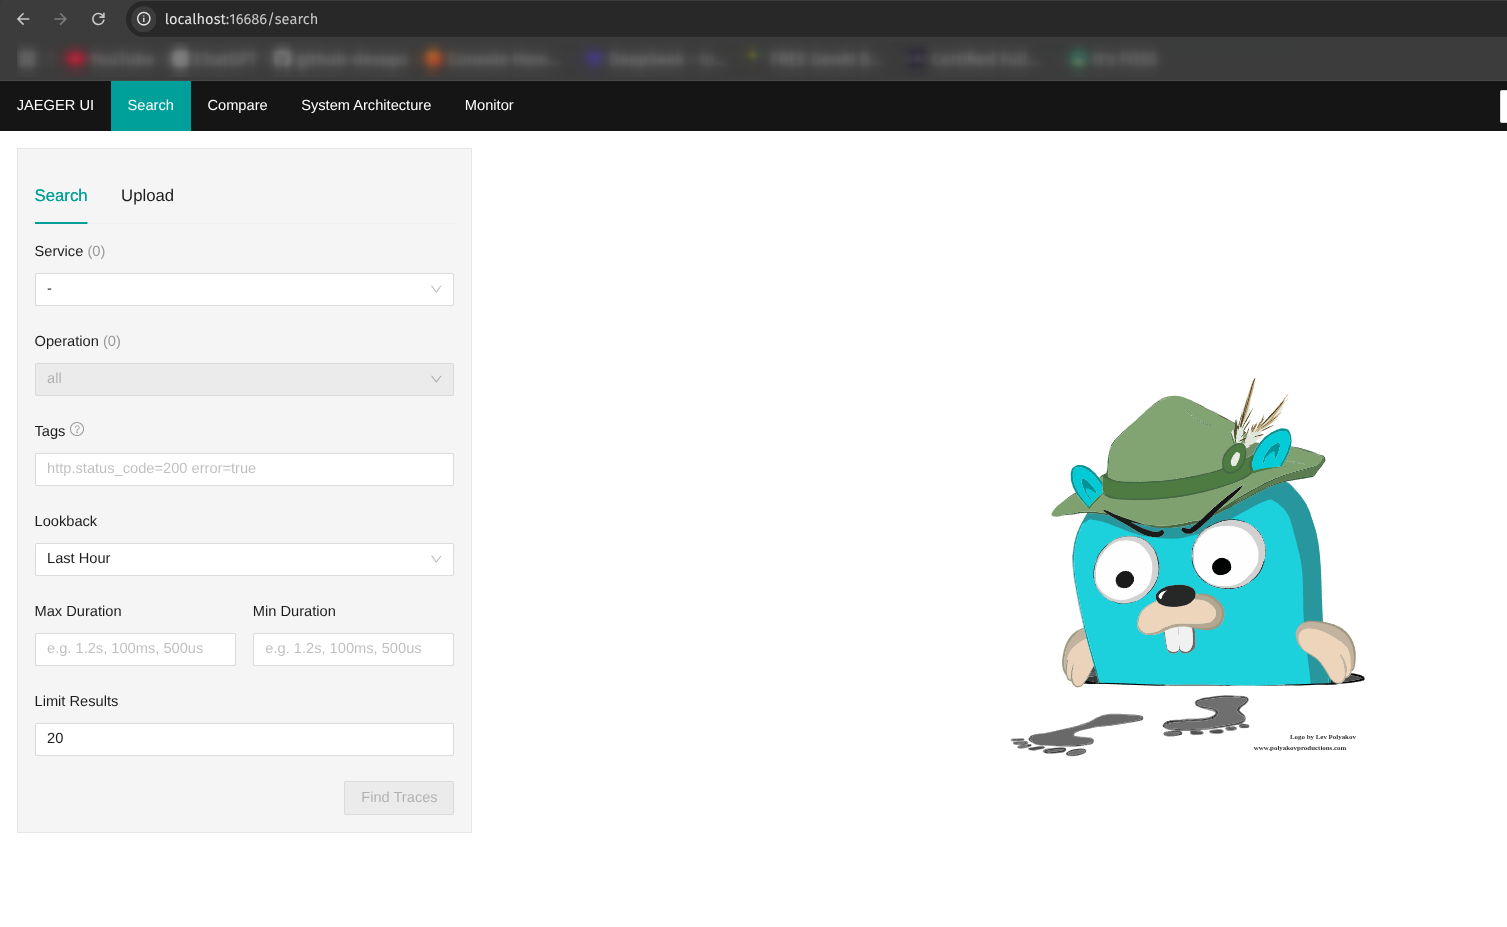 localhost:16686/search
JAEGER UI Search Compare System Architecture Monitor
Search Upload
Service (0)
-
Operation (0)
all
Tags ?
http.status_code=200 error=true
Lookback
Last Hour
Max Duration Min Duration
e.g. 1.2s, 100ms, 500us e.g. 1.2s, 100ms, 500us
Limit Results
20
Find Traces
Logo by Lev Polyakov
www.polyakovproductions.com